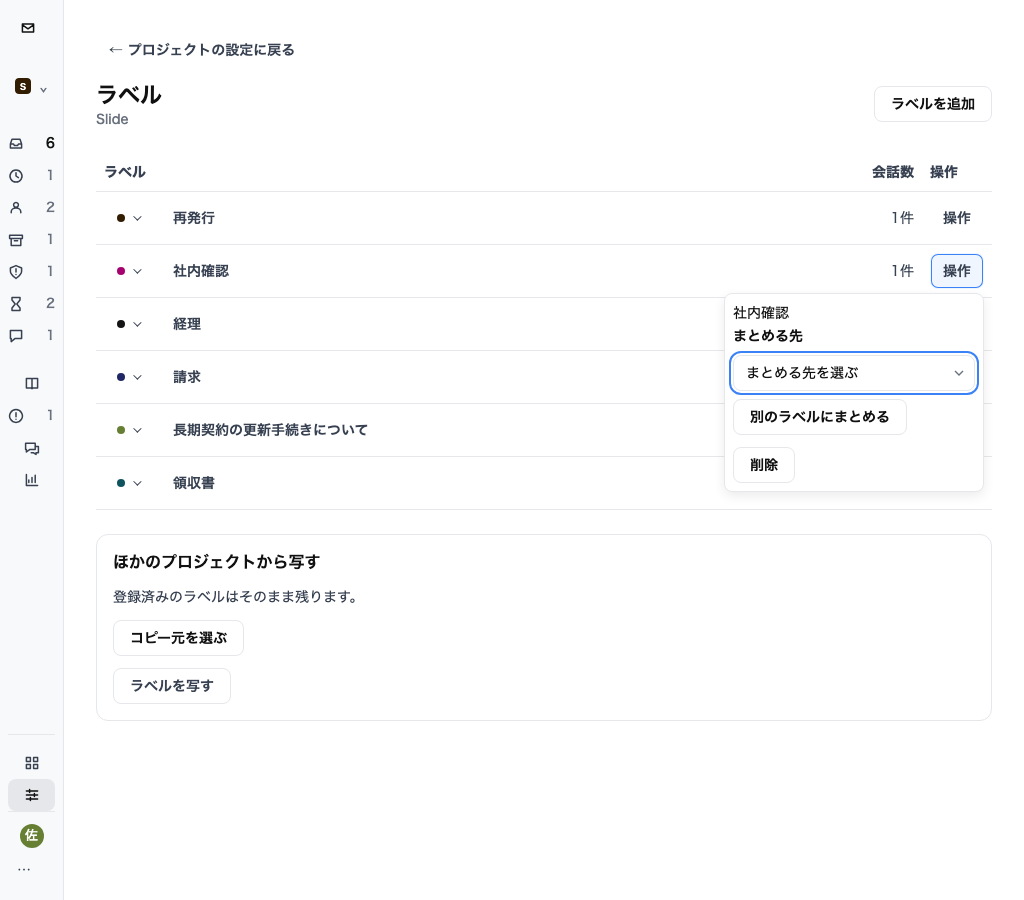 ← プロジェクトの設定に戻る
S
ラベル
Slide
ラベルを追加
6
1
2
1
1
2
1
1
ラベル 会話数 操作
再発行 1件 操作
社内確認 1件 操作
経理
請求
長期契約の更新手続きについて
領収書
社内確認
まとめる先
まとめる先を選ぶ
別のラベルにまとめる
削除
ほかのプロジェクトから写す
登録済みのラベルはそのまま残ります。
コピー元を選ぶ
ラベルを写す
佐
…